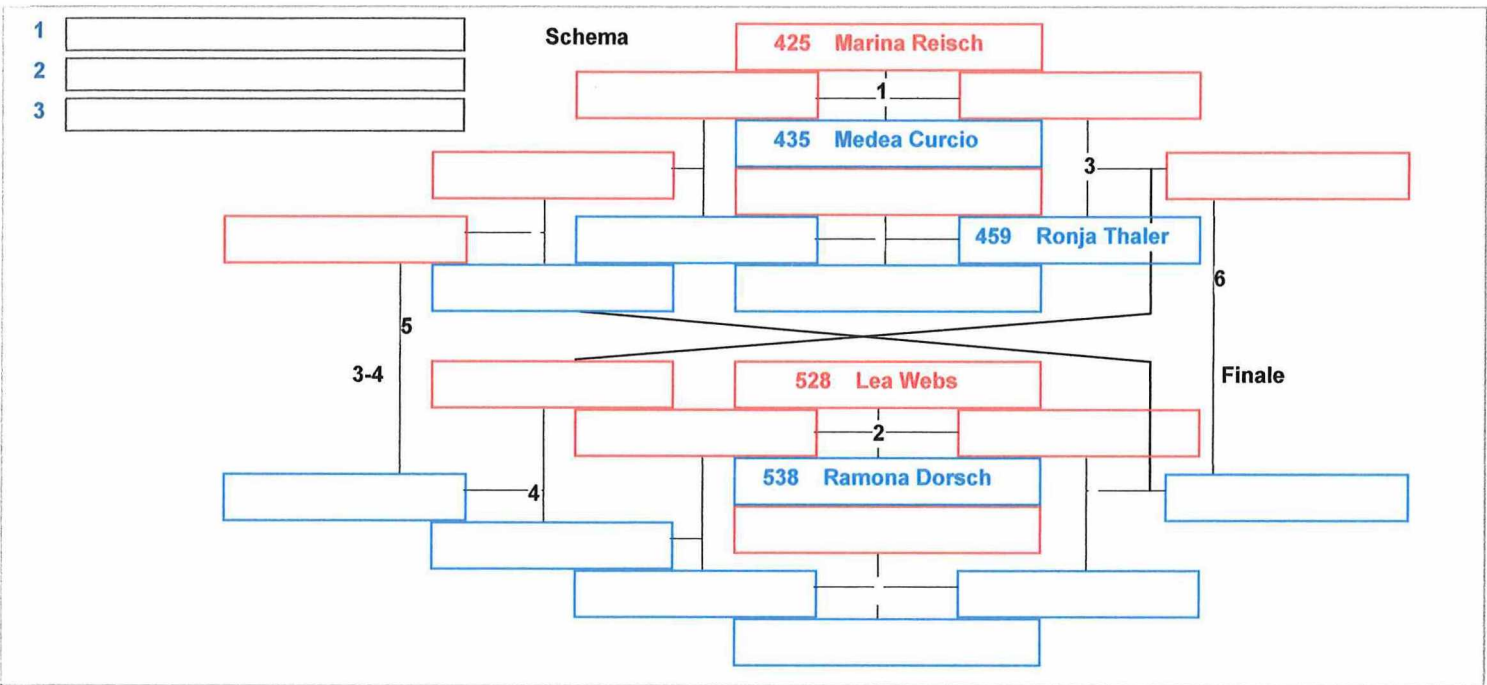 1
Schema
425 Marina Reisch
2
1
3
435 Medea Curcio
3
459 Ronja Thaler
6
5
3-4
528 Lea Webs
Finale
2
538 Ramona Dorsch
4